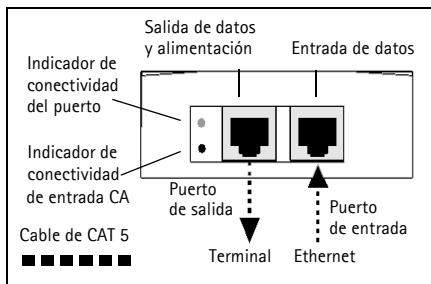 Salida de datos
y alimentación
Entrada de datos
Indicador de
conectividad
del puerto
Indicador de
conectividad
de entrada CA
Puerto
de salida
Puerto
de entrada
Cable de CAT 5
Terminal
Ethernet